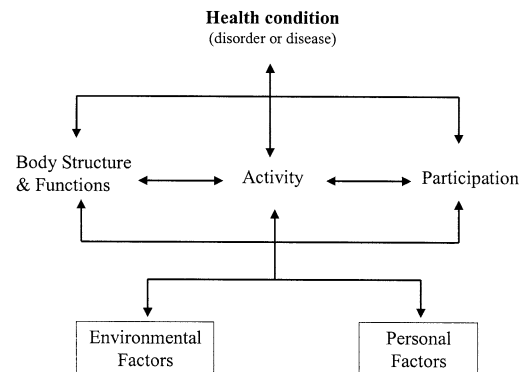 Health condition
(disorder or disease)
Body Structure
& Functions
Activity
Participation
Environmental
Factors
Personal
Factors